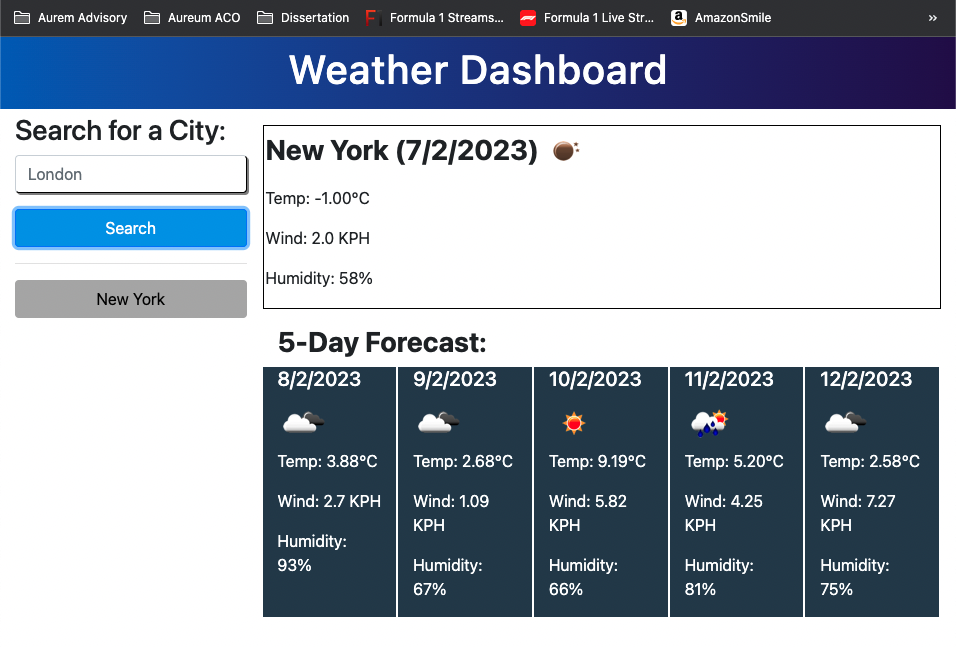 Aurem Advisory Aureum ACO Dissertation Formula 1 Streams... Formula 1 Live Str... a AmazonSmile »
Weather Dashboard
Search for a City:
London
Search
New York
New York (7/2/2023)
Temp: -1.00°C
Wind: 2.0 KPH
Humidity: 58%
5-Day Forecast:
8/2/2023
Temp: 3.88°C
Wind: 2.7 KPH
Humidity:
93%
9/2/2023
Temp: 2.68°C
Wind: 1.09
KPH
Humidity:
67%
10/2/2023
Temp: 9.19°C
Wind: 5.82
KPH
Humidity:
66%
11/2/2023
Temp: 5.20°C
Wind: 4.25
KPH
Humidity:
81%
12/2/2023
Temp: 2.58°C
Wind: 7.27
KPH
Humidity:
75%